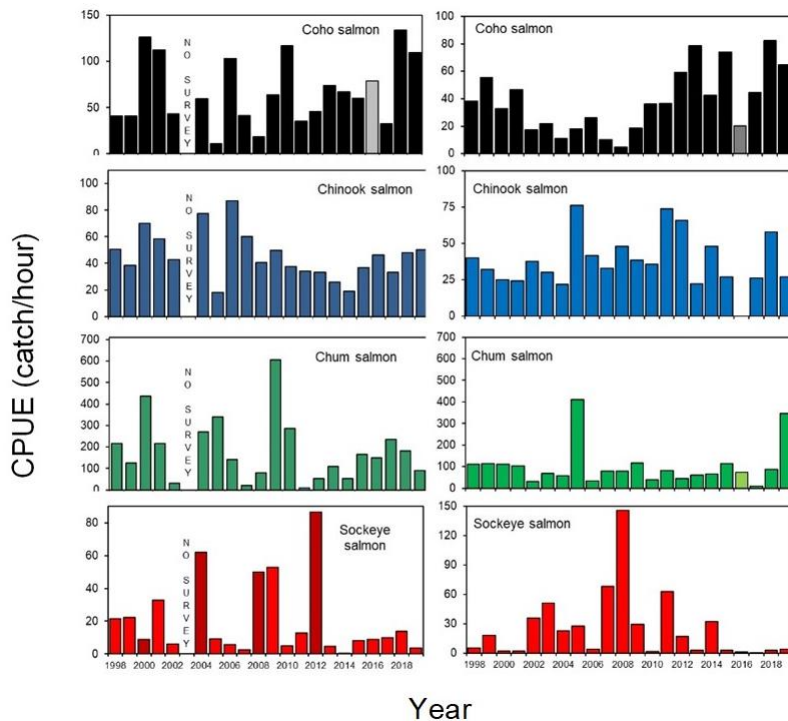 150
Coho salmon
100
50
0
NO SURVEY
100
Coho salmon
80
60
40
20
0
100
Chinook salmon
80
60
40
20
0
NO SURVEY
100
Chinook salmon
75
50
25
0
700
Chum salmon
600
500
400
300
200
100
0
NO SURVEY
700
Chum salmon
600
500
400
300
200
100
0
80
Sockeye
salmon
60
40
20
0
NO SURVEY
1998 2000 2002 2004 2006 2008 2010 2012 2014 2016 2018
150
Sockeye salmon
120
90
60
30
0
1998 2000 2002 2004 2006 2008 2010 2012 2014 2016 2018
CPUE (catch/hour)
Year